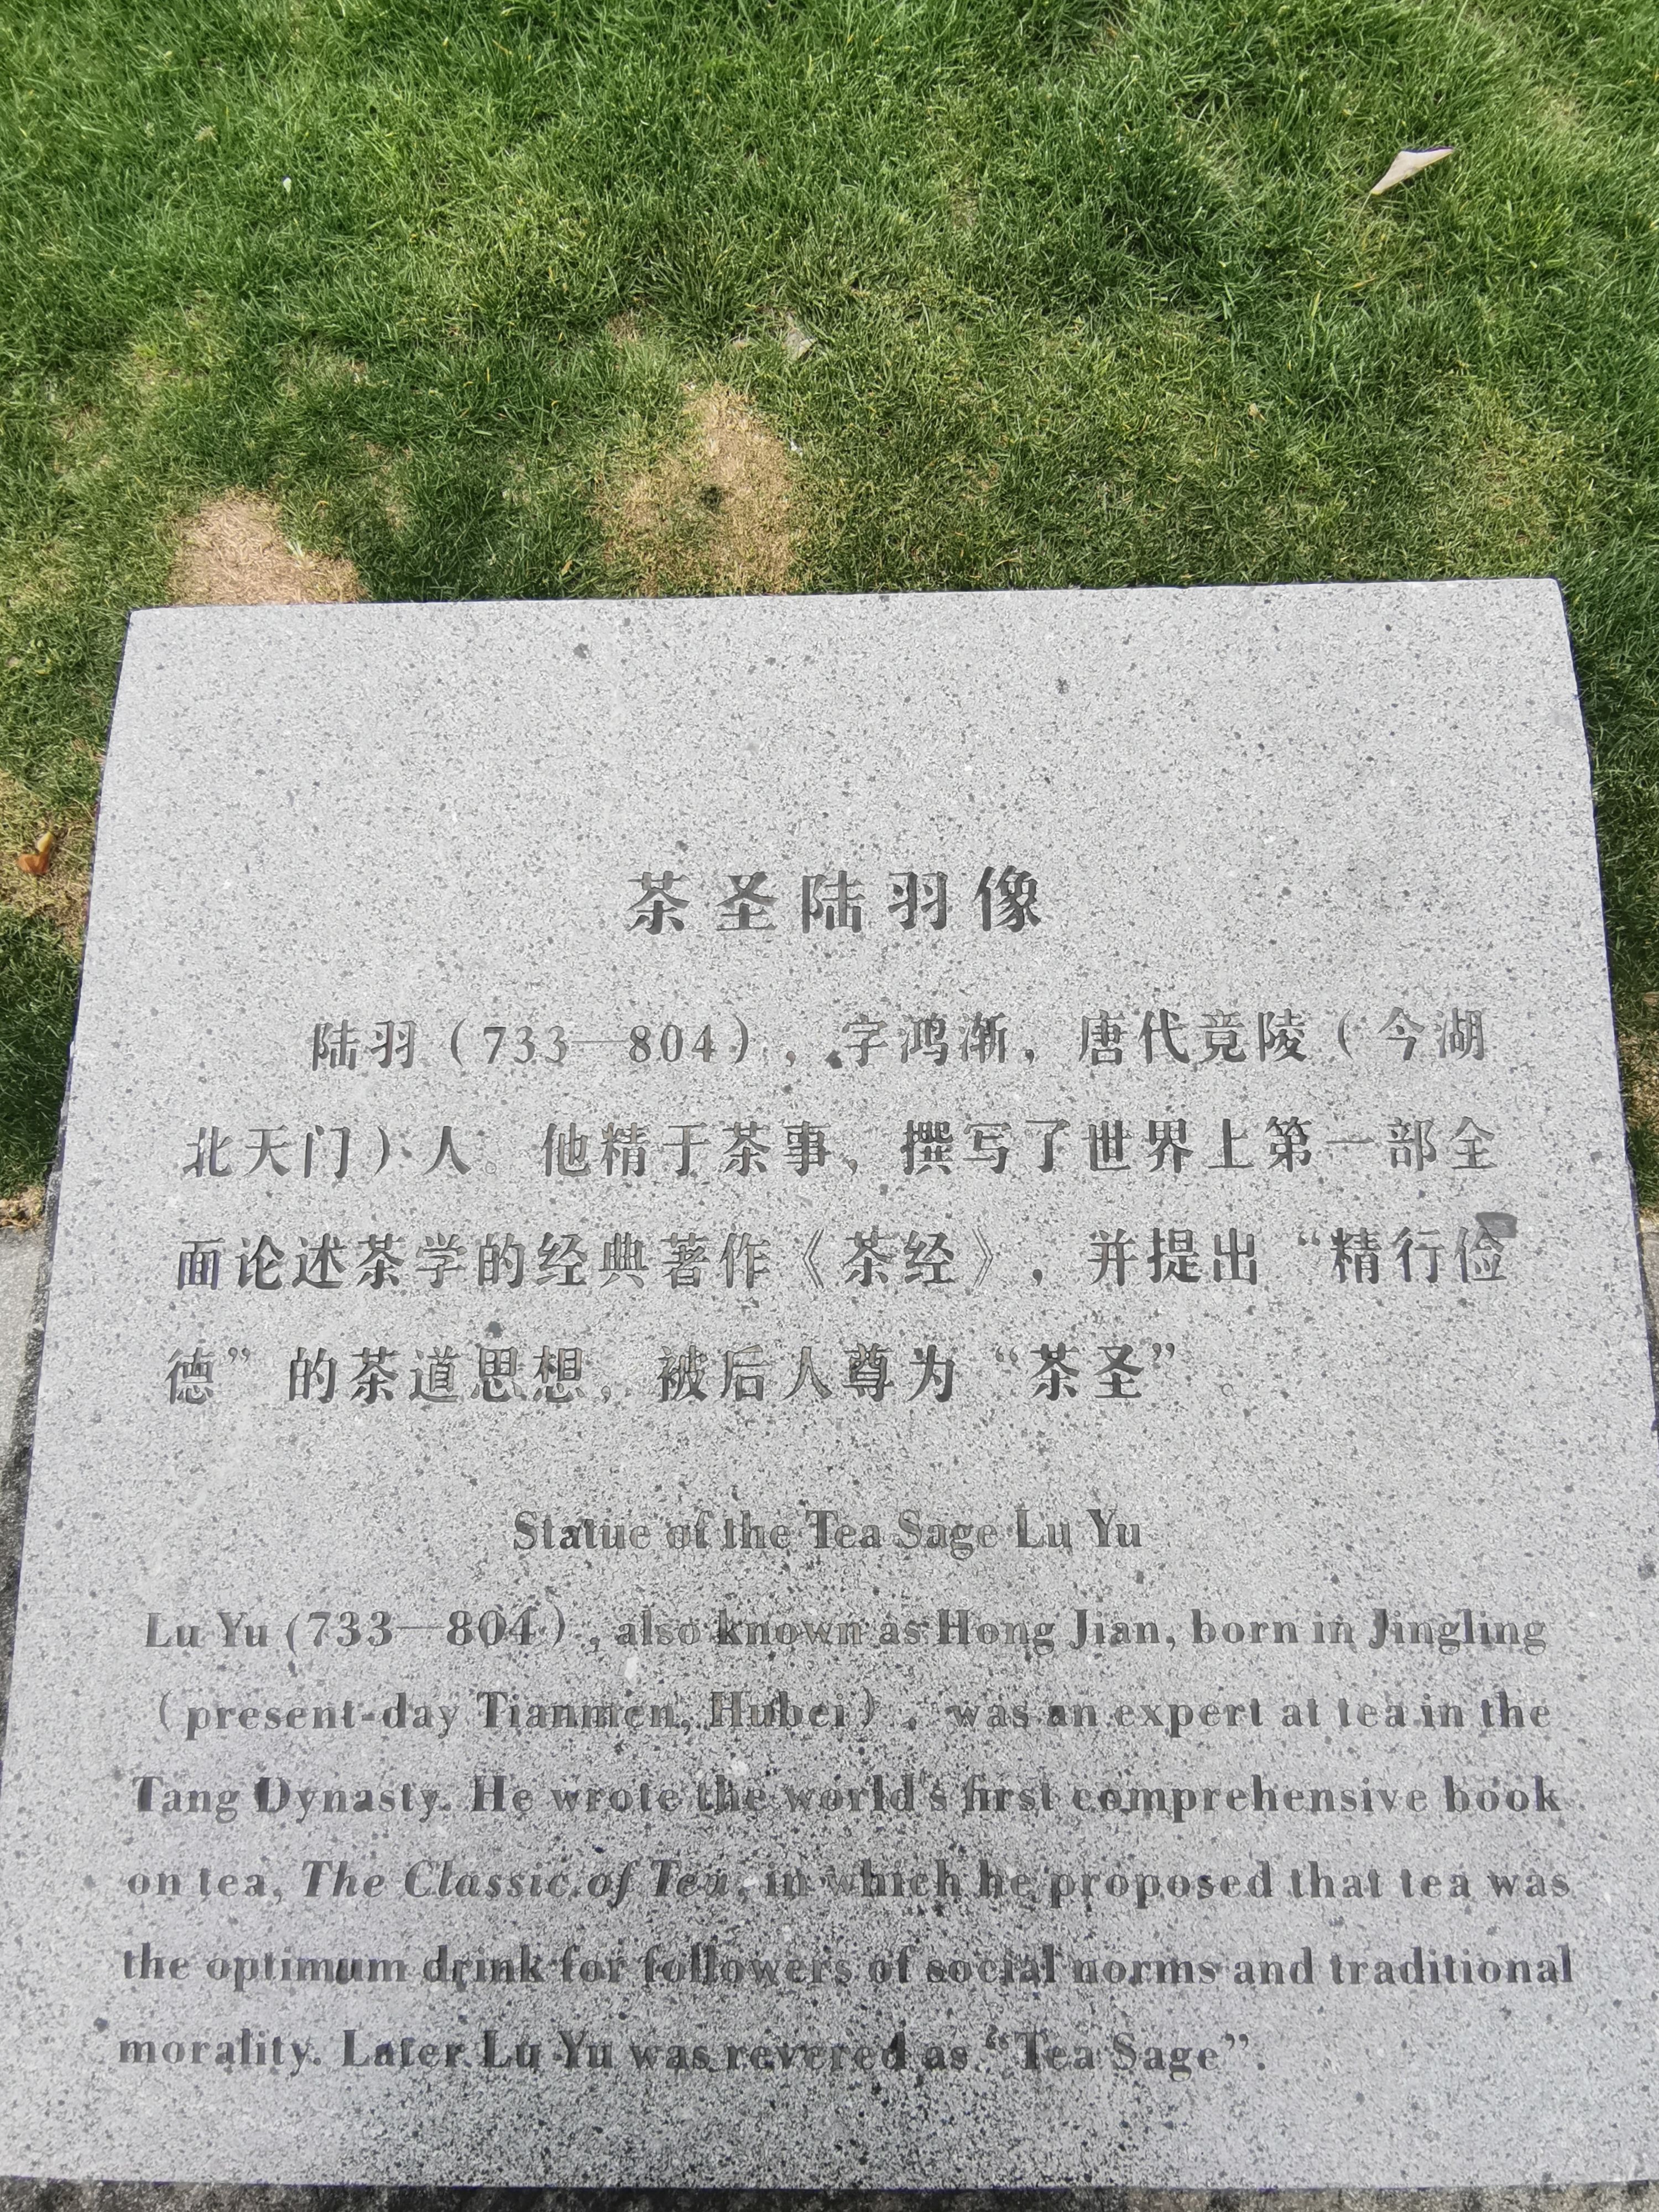 茶圣陆羽像
陆羽（733—804），字鸿渐，唐代竟陵（今湖
北天门）人。他精于茶事，撰写了世界上第一部全
面论述茶学的经典著作《茶经》，并提出“精行俭
德”的茶道思想，被后人尊为“茶圣”。
Statue of the Tea Sage Lu Yu
Lu Yu (733—804), also known as Hong Jian, born in Jingling
(present-day Tianmen, Hubei), was an expert at tea in the
Tang Dynasty. He wrote the world's first comprehensive book
on tea, The Classic of Tea, in which he proposed that tea was
the optimum drink for followers of social norms and traditional
morality. Later Lu Yu was revered as “Tea Sage”.